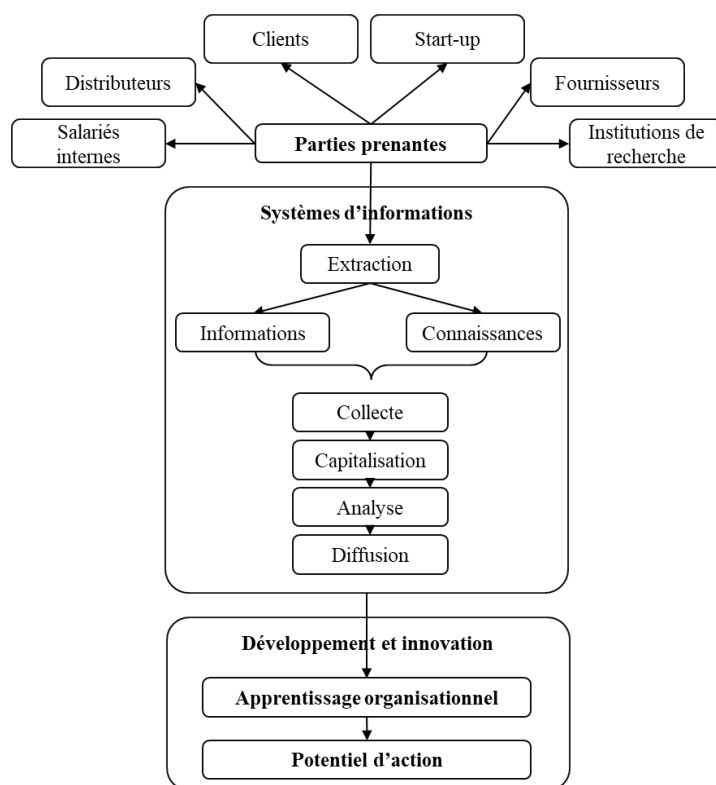 Clients
Start-up
Distributeurs
Fournisseurs
Salariés
internes
Parties prenantes
Institutions de
recherche
Systèmes d’informations
Extraction
Informations
Connaissances
Collecte
Capitalisation
Analyse
Diffusion
Développement et innovation
Apprentissage organisationnel
Potentiel d’action